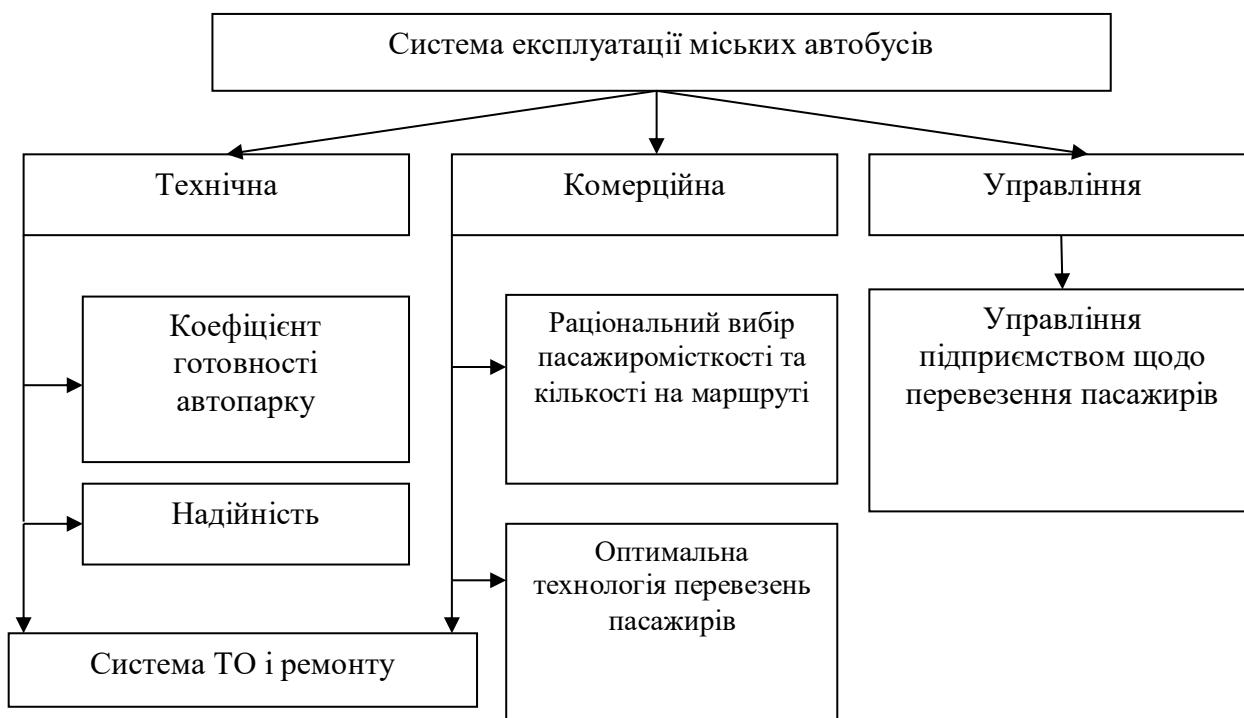 Система експлуатації міських автобусів
Технічна
Комерційна
Управління
Коефіцієнт
готовності
автопарку
Раціональний вибір
пасажиромісткості та
кількості на маршруті
Управління
підприємством щодо
перевезення пасажирів
Надійність
Оптимальна
технологія перевезень
пасажирів
Система ТО і ремонту